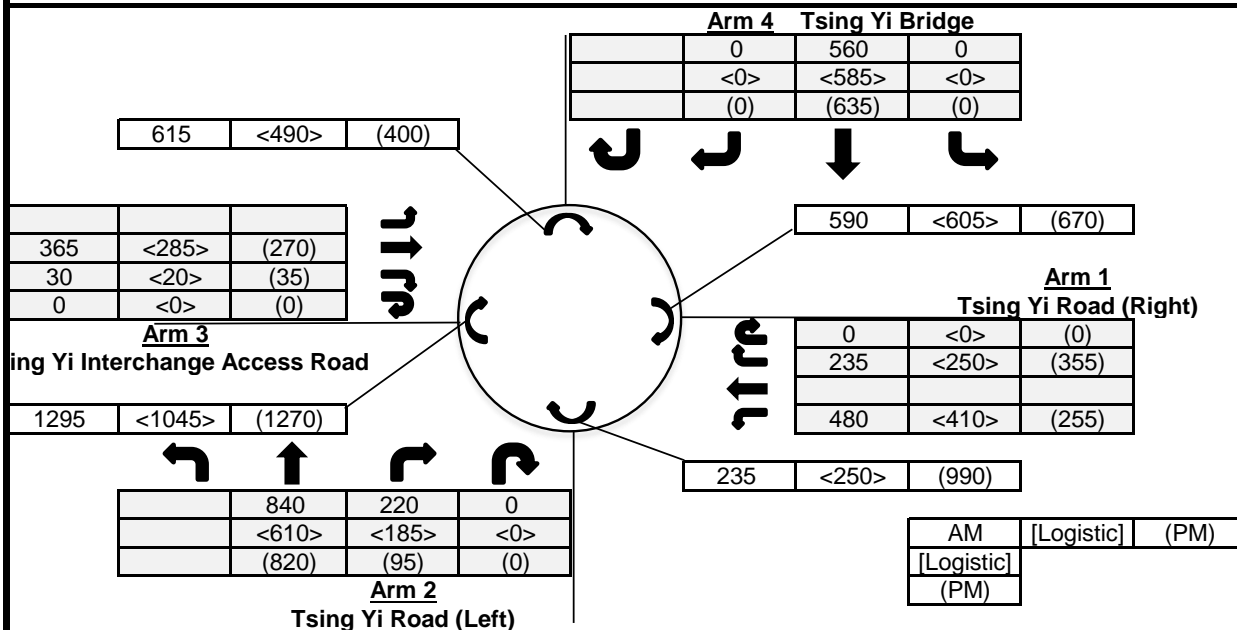 Arm 4 Tsing Yi Bridge
0 560 0
<0> <585> <0>
(0) (635) (0)
615 <490> (400)
590 <605> (670)
365 <285> (270)
30 <20> (35)
0 <0> (0)
Arm 3
ing Yi Interchange Access Road
Arm 1
Tsing Yi Road (Right)
0 <0> (0)
235 <250> (355)
480 <410> (255)
1295 <1045> (1270)
235 <250> (990)
840 220 0
<610> <185> <0>
(820) (95) (0)
Arm 2
Tsing Yi Road (Left)
AM [Logistic] (PM)
[Logistic]
(PM)